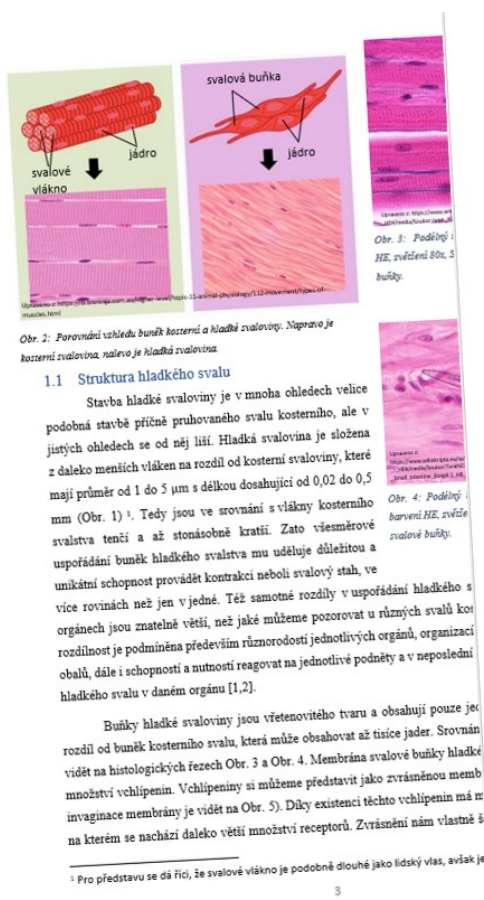 svalová buňka
jádro
jádro
svalové
vlákno
muscles.html
Obr. 2: Porovnání vzhledu buněk kosterní a hladké svaloviny. Napravo je
kosterní svalovina, nalevo je hladká svalovina
Obr. 3: Podélný
HE, zvětšení 80x, S
buňky.
1.1 Struktura hladkého svalu
Stavba hladké svaloviny je v mnoha ohledech velice
podobná stavbě příčně pruhovaného svalu kosterního, ale v
jistých ohledech se od něj liší. Hladká svalovina je složena
z daleko menších vláken na rozdíl od kosterní svaloviny, které
mají průměr od 1 do 5 µm s délkou dosahující od 0,02 do 0,5
mm (Obr. 1) ¹. Tedy jsou ve srovnání s vlákny kosterního
svalstva tenčí a až stonásobně kratší. Zato všesměrové
uspořádání buněk hladkého svalstva mu uděluje důležitou a
unikátní schopnost provádět kontrakci neboli svalový stah, ve
Obr. 4: Podélný
barvení HE, zvětše
svalové buňky.
více rovinách než jen v jedné. Též samotné rozdíly v uspořádání hladkého s
orgánech jsou znatelně větší, než jaké můžeme pozorovat u různých svalů kos
rozdílnost je podmíněna především různorodostí jednotlivých orgánů, organizací
obalů, dále i schopností a nutností reagovat na jednotlivé podněty a v neposlední
hladkého svalu v daném orgánu [1,2].
Buňky hladké svaloviny jsou vřetenovitého tvaru a obsahují pouze jed
rozdíl od buněk kosterního svalu, která může obsahovat až tisíce jader. Srovnán
vidět na histologických řezech Obr. 3 a Obr. 4. Membrána svalové buňky hladké
množství vchlípenin. Vchlípeniny si můžeme představit jako zvrásněnou memb
invaginace membrány je vidět na Obr. 5). Díky existenci těchto vchlípenin má m
na kterém se nachází daleko větší množství receptorů. Zvrásnění nám vlastně š
¹ Pro představu se dá říci, že svalové vlákno je podobně dlouhé jako lidský vlas, avšak je
3